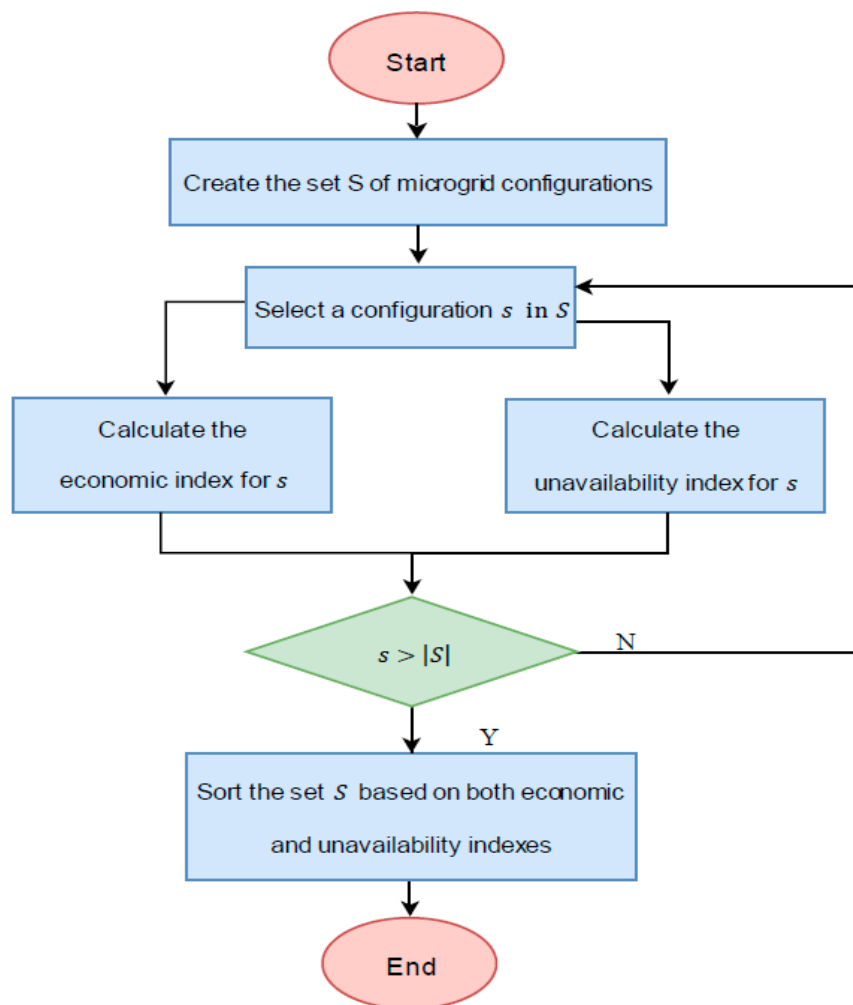 Start
Create the set S of microgrid configurations
Select a configuration s in S
Calculate the
economic index for s
Calculate the
unavailability index for s
s > |S|
N
Y
Sort the set S based on both economic
and unavailability indexes
End